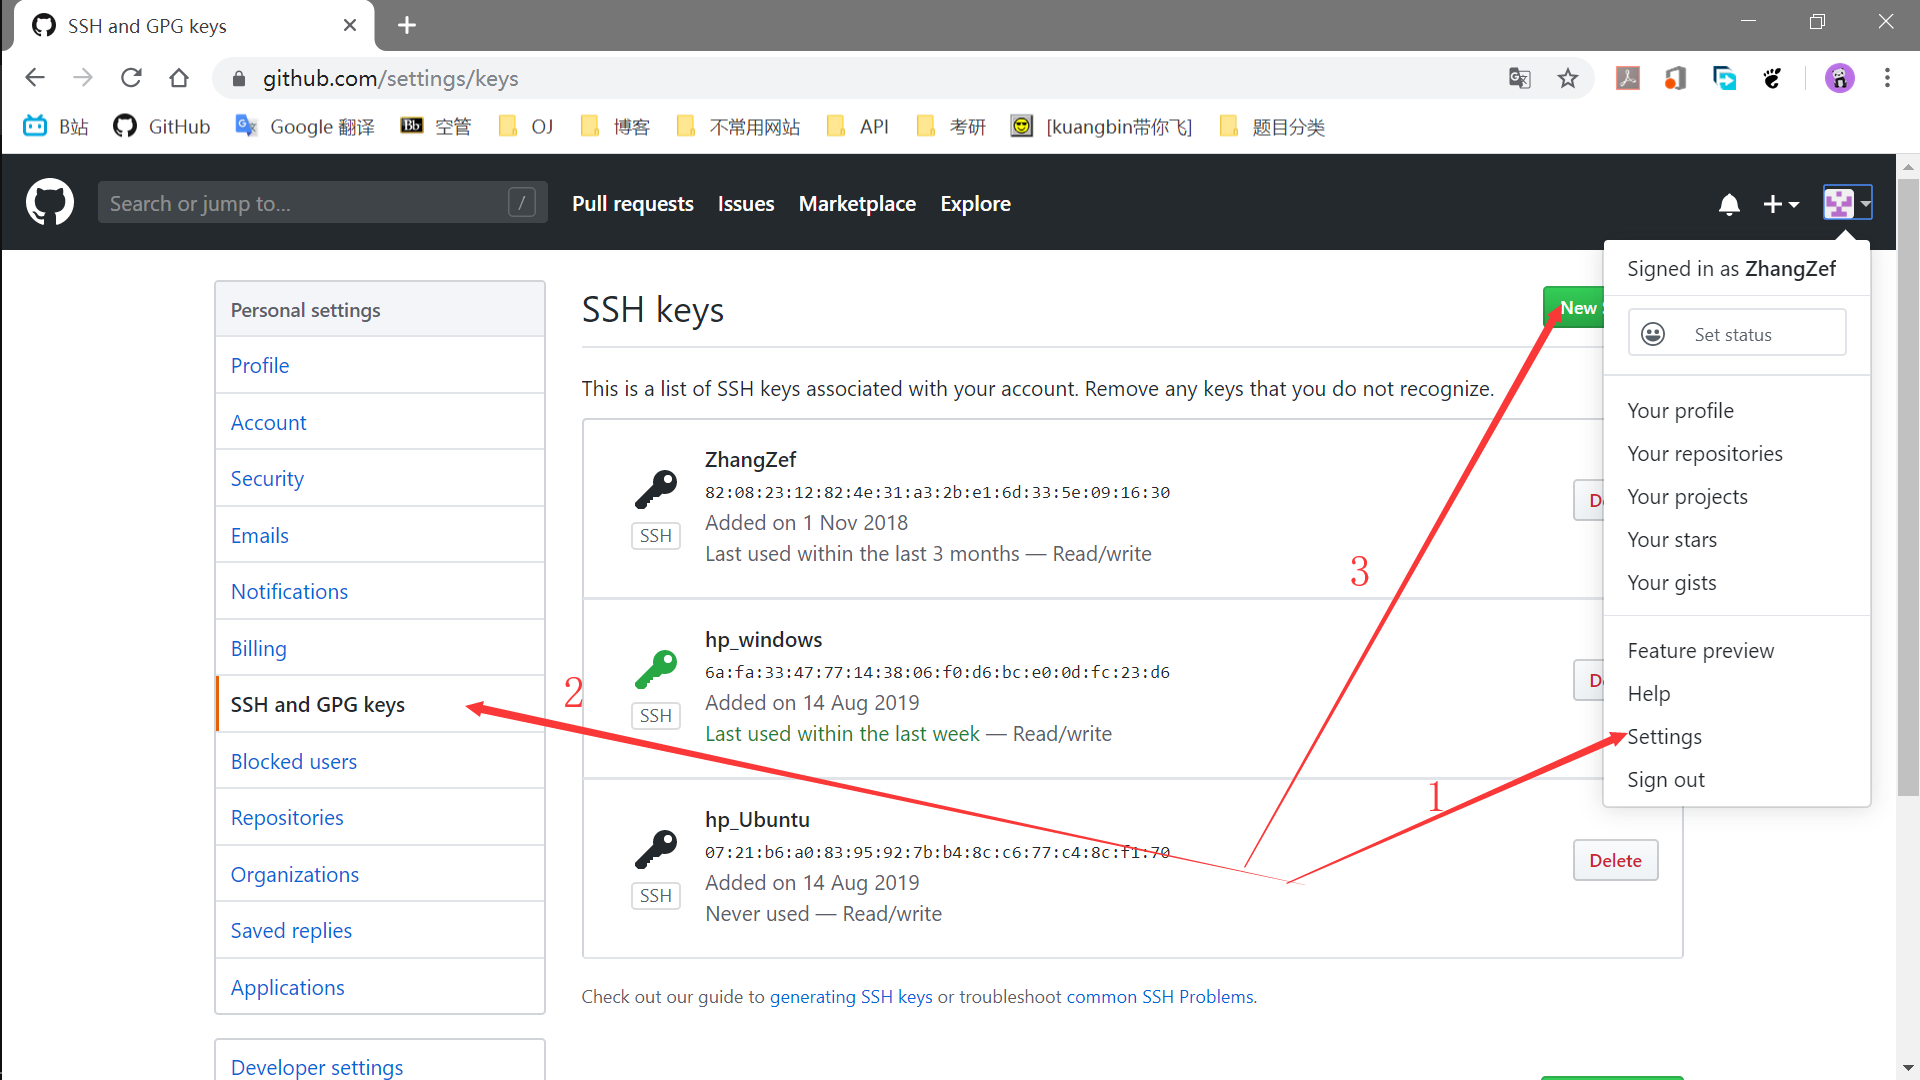 SSH and GPG keys
github.com/settings/keys
B站
GitHub
Google 翻译
Bb
空管
OJ
博客
不常用网站
API
考研
[kuangbin带你飞]
题目分类
Search or jump to...
/
Pull requests
Issues
Marketplace
Explore
Signed in as ZhangZef
Set status
Your profile
Your repositories
Your projects
Your stars
Your gists
Feature preview
Help
Settings
Sign out
Personal settings
Profile
Account
Security
Emails
Notifications
Billing
SSH and GPG keys
Blocked users
Repositories
Organizations
Saved replies
Applications
Developer settings
SSH keys
New
This is a list of SSH keys associated with your account. Remove any keys that you do not recognize.
ZhangZef
82:08:23:12:82:4e:31:a3:2b:e1:6d:33:5e:09:16:30
SSH
Added on 1 Nov 2018
Last used within the last 3 months — Read/write
hp_windows
6a:fa:33:47:77:14:38:06:f0:d6:bc:e0:0d:fc:23:d6
SSH
Added on 14 Aug 2019
Last used within the last week — Read/write
hp_Ubuntu
07:21:b6:a0:83:95:92:7b:b4:8c:c6:77:c4:8c:f1:70
SSH
Added on 14 Aug 2019
Never used — Read/write
Delete
Check out our guide to generating SSH keys or troubleshoot common SSH Problems.
1
2
3